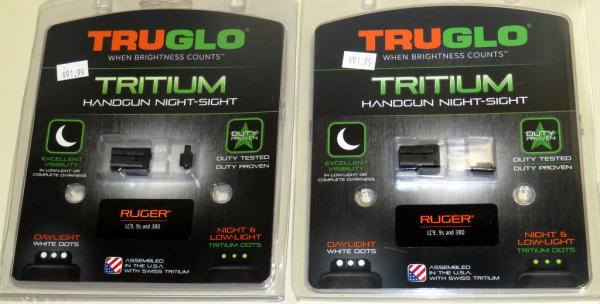 TRUGLO®
WHEN BRIGHTNESS COUNTS™
$91.99
TRITIUM
HANDGUN NIGHT-SIGHT
EXCELLENT
VISIBILITY
IN LOW-LIGHT OR
COMPLETE DARKNESS
DUTY
PROVEN
DUTY TESTED
DUTY PROVEN
RUGER®
LC9, 9s and 380
DAYLIGHT
WHITE DOTS
NIGHT &
LOW-LIGHT
TRITIUM DOTS
ASSEMBLED
IN THE U.S.A.
WITH SWISS TRITIUM
TRUGLO®
WHEN BRIGHTNESS COUNTS™
$91.99
TRITIUM
HANDGUN NIGHT-SIGHT
EXCELLENT
VISIBILITY
IN LOW-LIGHT OR
COMPLETE DARKNESS
DUTY
PROVEN
DUTY TESTED
DUTY PROVEN
RUGER®
LC9, 9s and 380
DAYLIGHT
WHITE DOTS
NIGHT &
LOW-LIGHT
TRITIUM DOTS
ASSEMBLED
IN THE U.S.A.
WITH SWISS TRITIUM